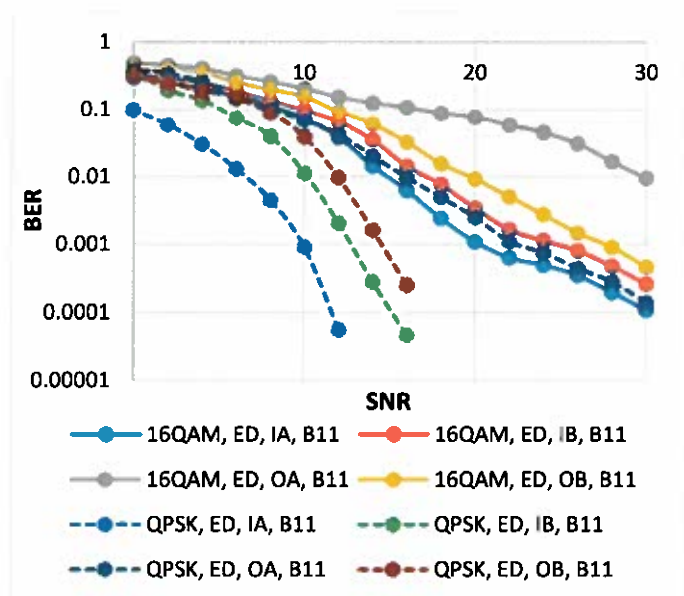 1
0.1
0.01
0.001
0.0001
0.00001
0 10 20 30
BER
SNR
16QAM, ED, IA, B11
16QAM, ED, IB, B11
16QAM, ED, OA, B11
16QAM, ED, OB, B11
QPSK, ED, IA, B11
QPSK, ED, IB, B11
QPSK, ED, OA, B11
QPSK, ED, OB, B11